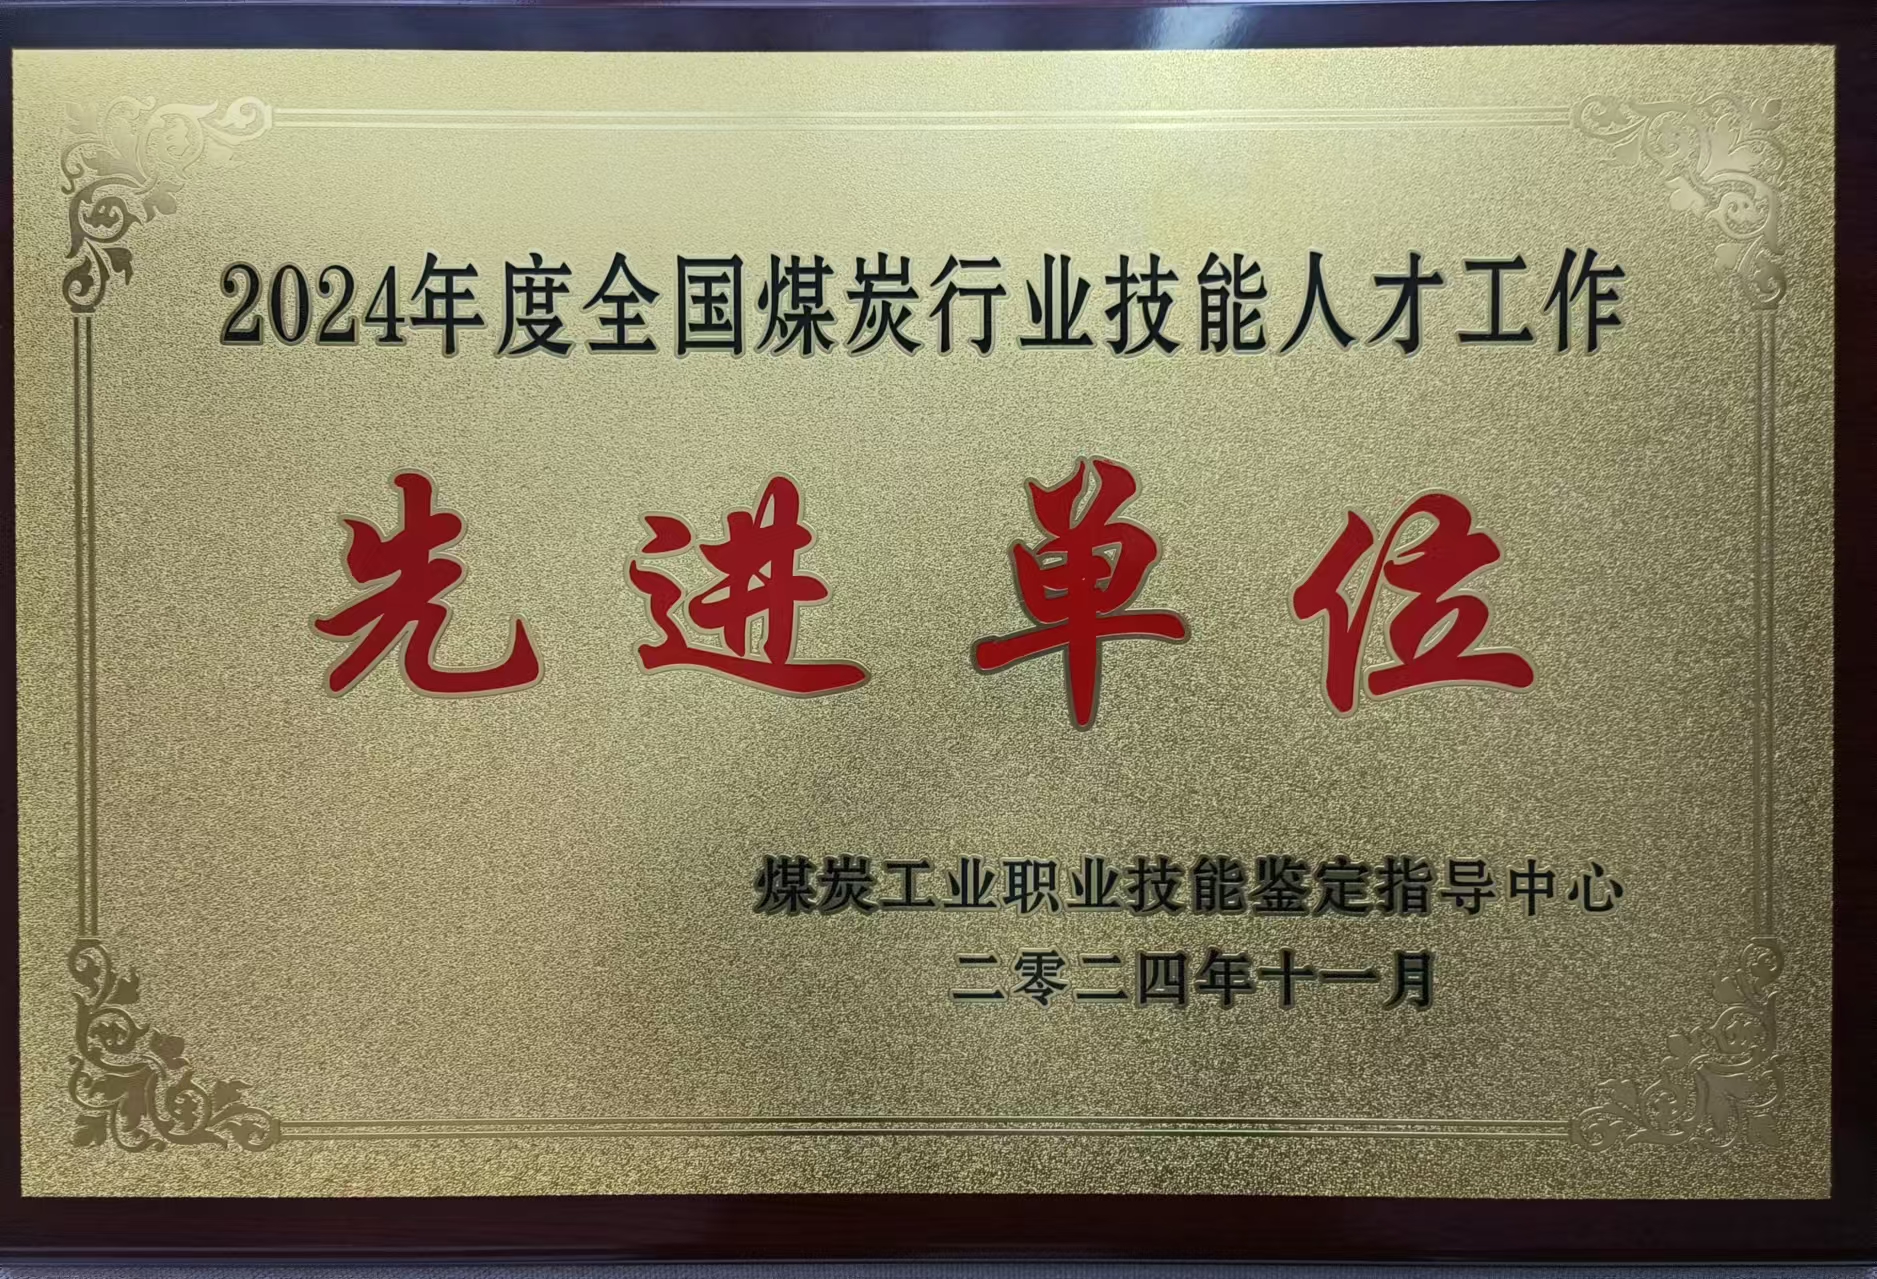 2024年度全国煤炭行业技能人才工作
先进单位
煤炭工业职业技能鉴定指导中心
二零二四年十一月